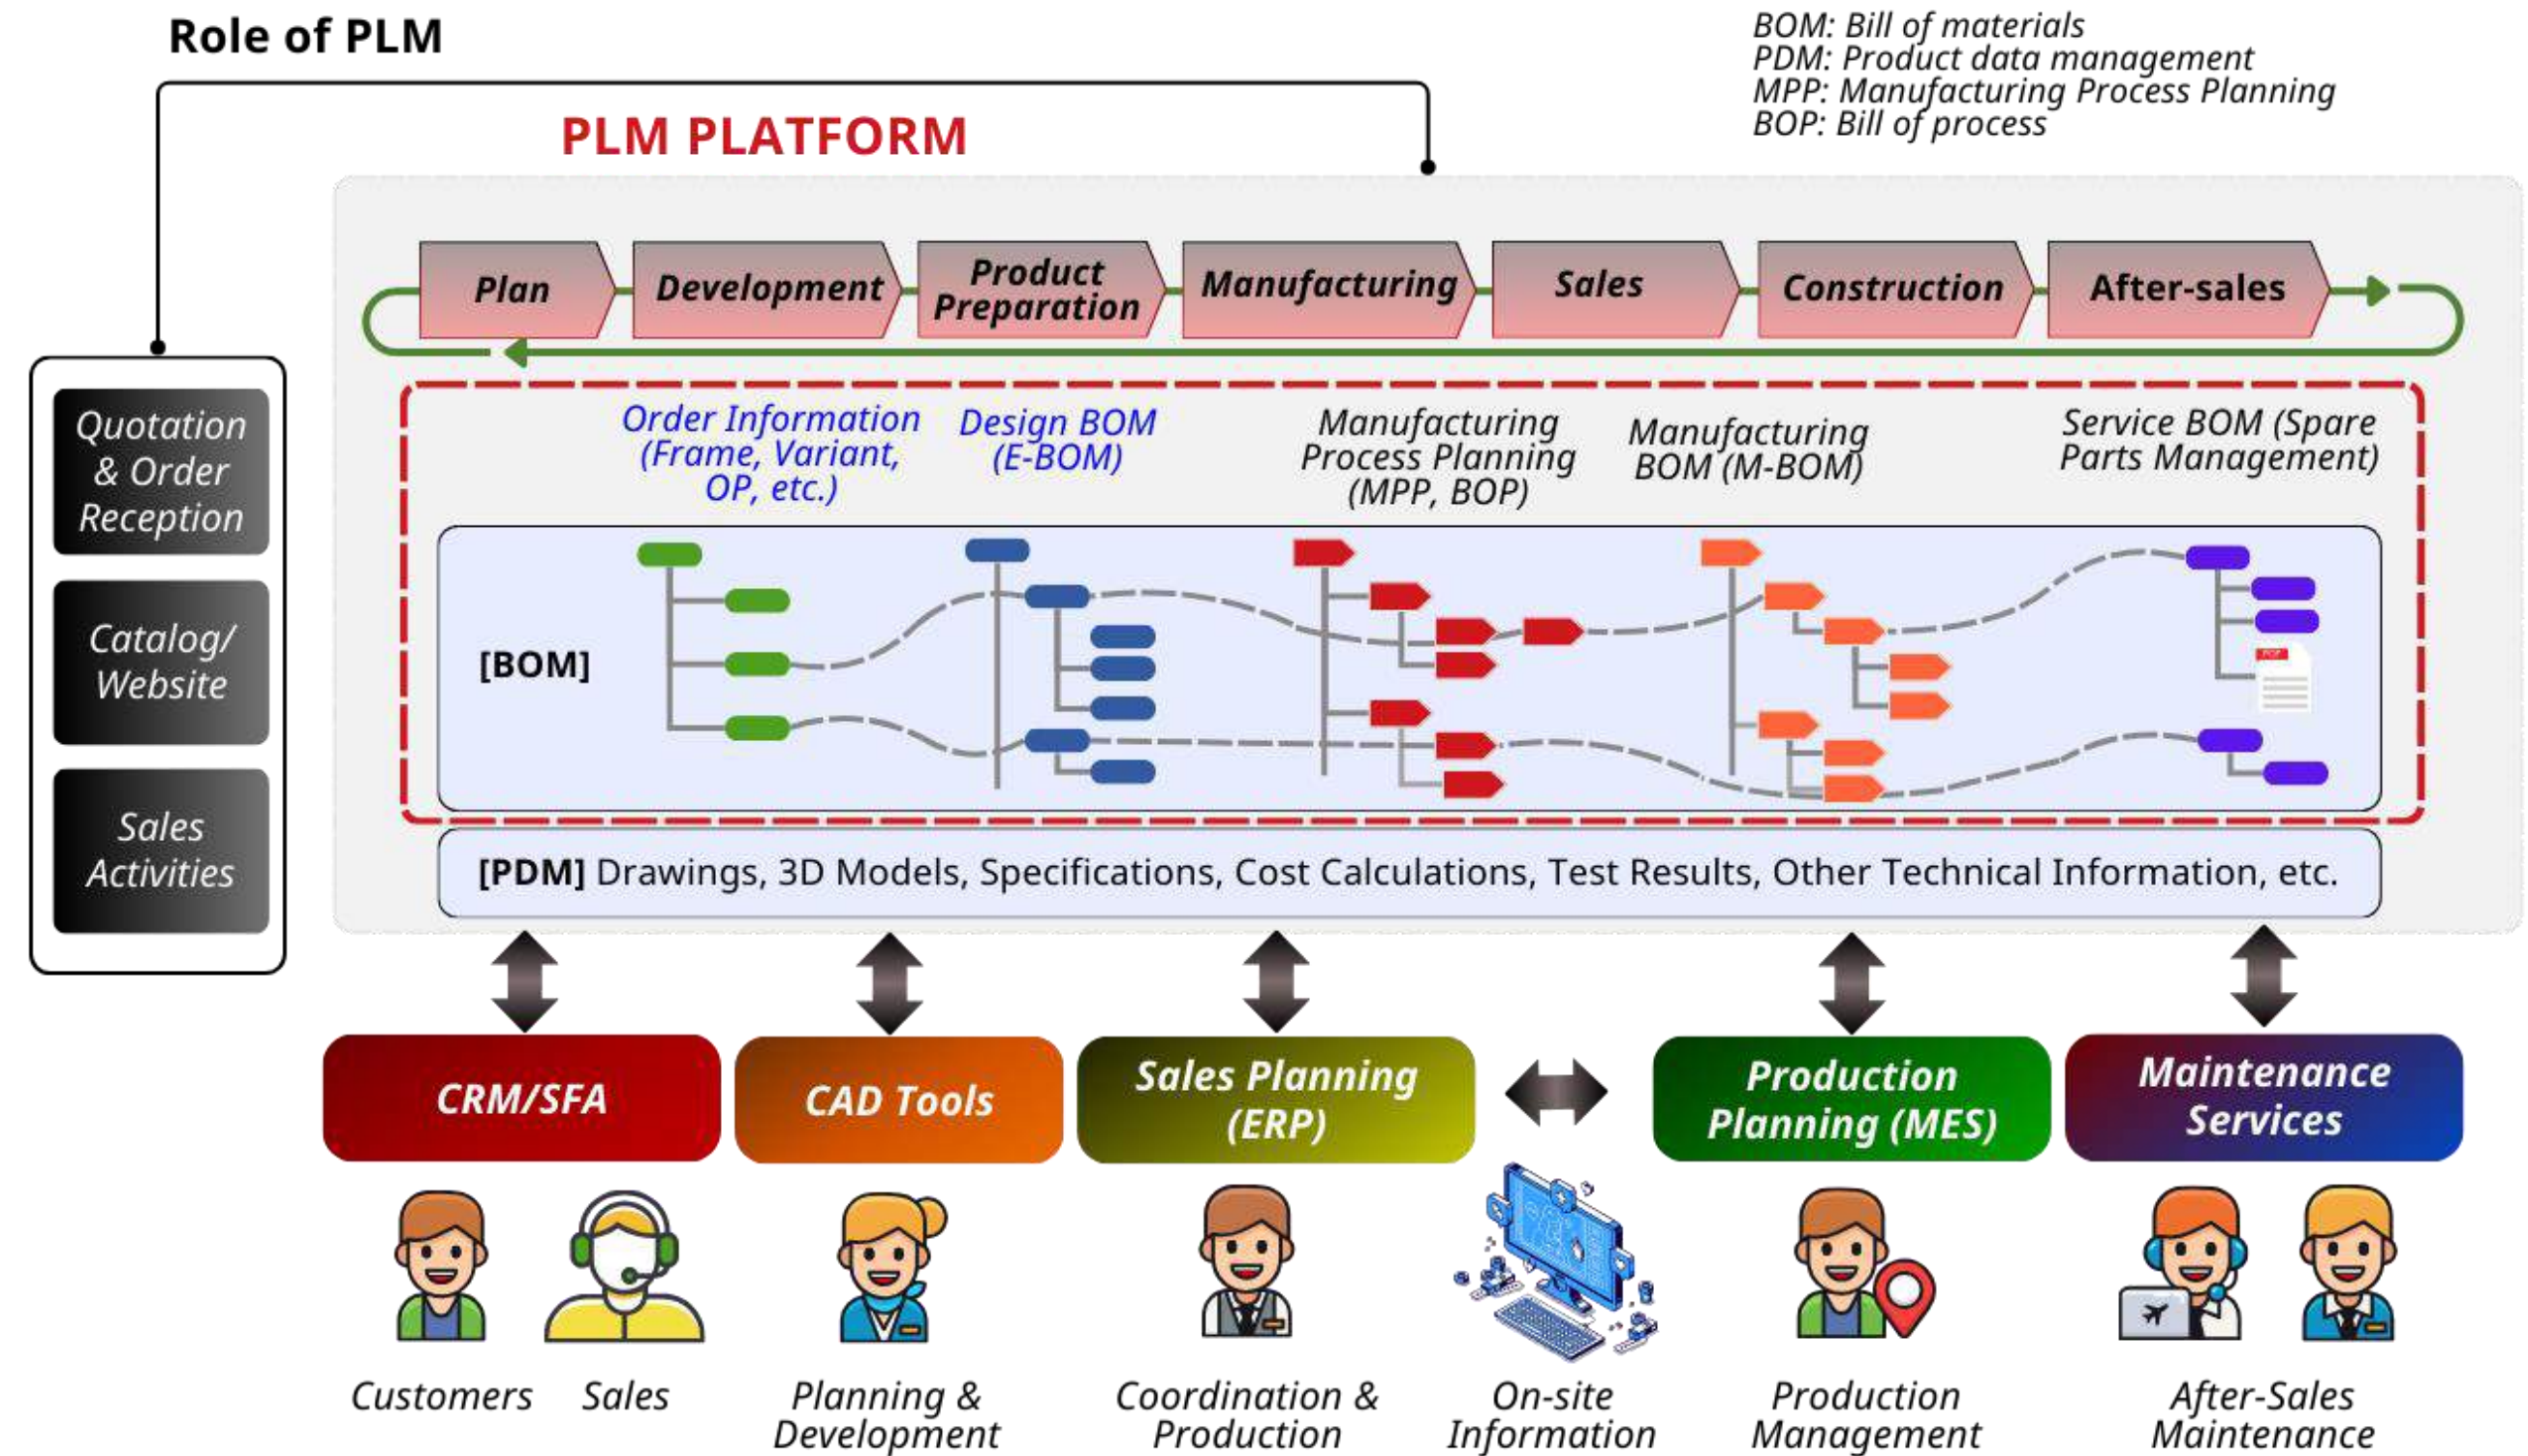 Role of PLM
BOM: Bill of materials
PDM: Product data management
MPP: Manufacturing Process Planning
BOP: Bill of process
PLM PLATFORM
Plan
Development
Product
Preparation
Manufacturing
Sales
Construction
After-sales
Quotation
& Order
Reception
Catalog/
Website
Sales
Activities
Order Information
(Frame, Variant,
OP, etc.)
Design BOM
(E-BOM)
Manufacturing
Process Planning
(MPP, BOP)
Manufacturing
BOM (M-BOM)
Service BOM (Spare
Parts Management)
[BOM]
PDF
[PDM] Drawings, 3D Models, Specifications, Cost Calculations, Test Results, Other Technical Information, etc.
CRM/SFA
CAD Tools
Sales Planning
(ERP)
Production
Planning (MES)
Maintenance
Services
Customers
Sales
Planning &
Development
Coordination &
Production
On-site
Information
Production
Management
After-Sales
Maintenance